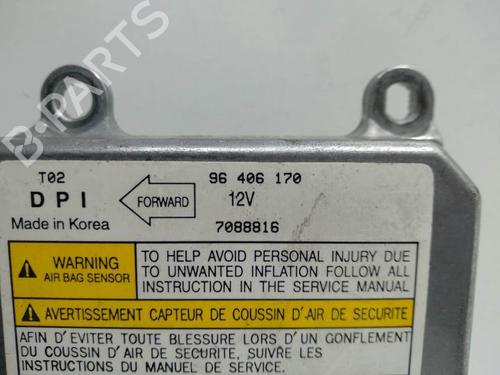 T02
96 406 170
DPI
FORWARD
12V
Made in Korea
7088816
WARNING
AIR BAG SENSOR
TO HELP AVOID PERSONAL INJURY DUE
TO UNWANTED INFLATION FOLLOW ALL
INSTRUCTION IN THE SERVICE MANUAL
AVERTISSEMENT CAPTEUR DE COUSSIN D'AIR DE SECURITE
AFIN D'EVITER TOUTE BLESSURE LORS D'UN GONFLEMENT
DU COUSSIN D'AIR DE SECURITE, SUIVRE LES
INSTRUCTIONS DU MANUEL DE SERVICE.
B-PARTS